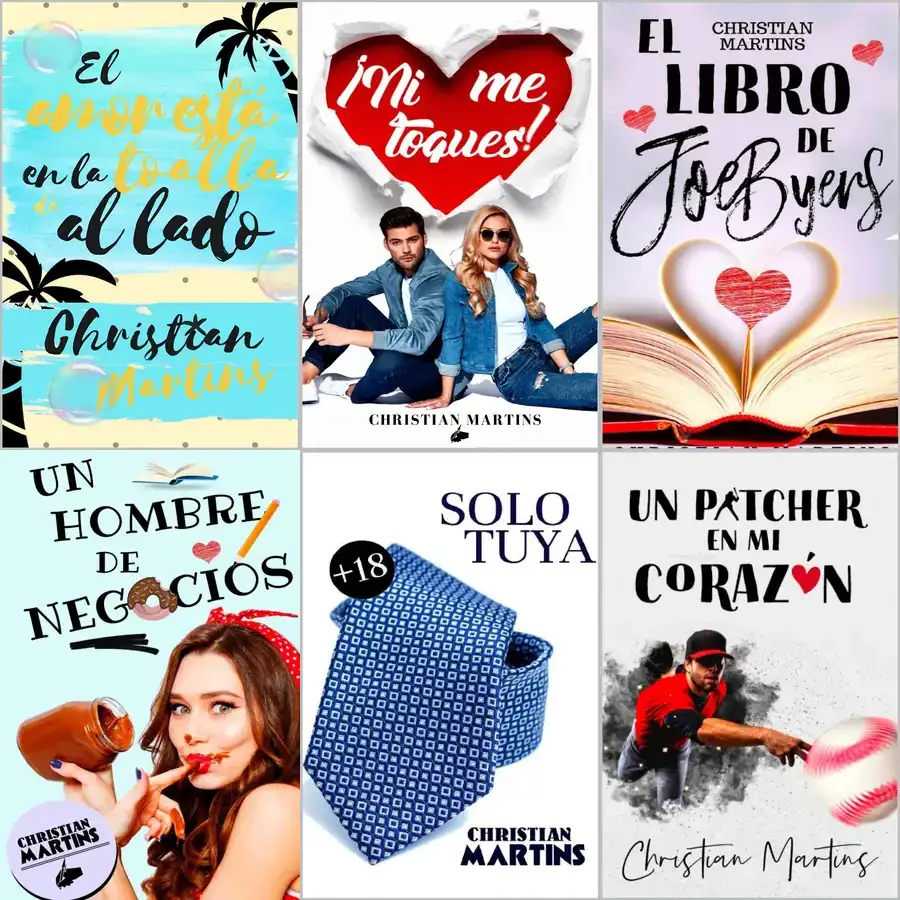 El
amor está
en la toalla
de
al lado
Christian
Martins
¡Ni me
toques!
CHRISTIAN MARTINS
EL
CHRISTIAN
MARTINS
LIBRO
DE
JOEBYERS
CHRISTIAN MARTINS
UN
HOMBRE
DE
NEGOCIOS
CHRISTIAN
MARTINS
SOLO
TUYA
+18
CHRISTIAN
MARTINS
UN PITCHER
EN MI
CORAZÓN
Christian Martins